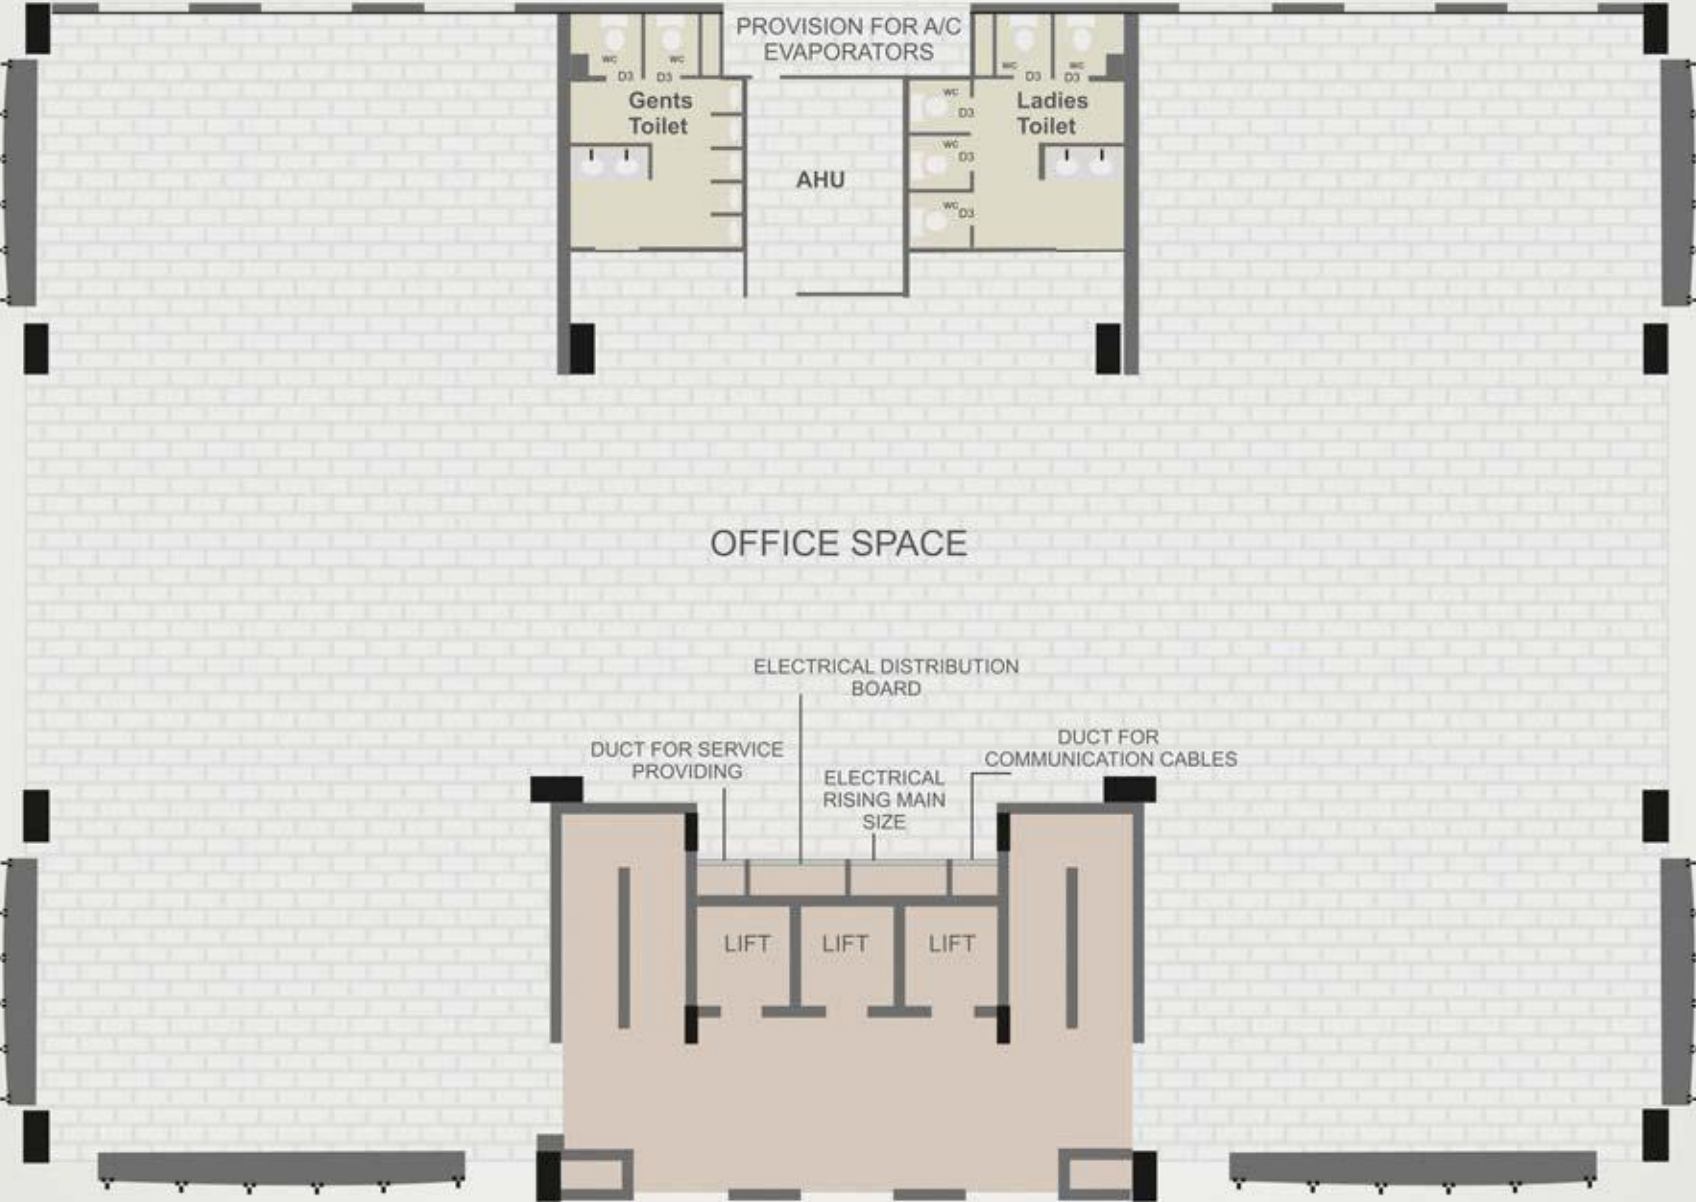 PROVISION FOR A/C
EVAPORATORS
wc
wc
D3
D3
Gents
Toilet
wc
wc
D3
D3
Ladies
Toilet
wc
D3
wc
D3
wc
D3
AHU
OFFICE SPACE
ELECTRICAL DISTRIBUTION
BOARD
DUCT FOR SERVICE
PROVIDING
ELECTRICAL
RISING MAIN
SIZE
DUCT FOR
COMMUNICATION CABLES
LIFT
LIFT
LIFT